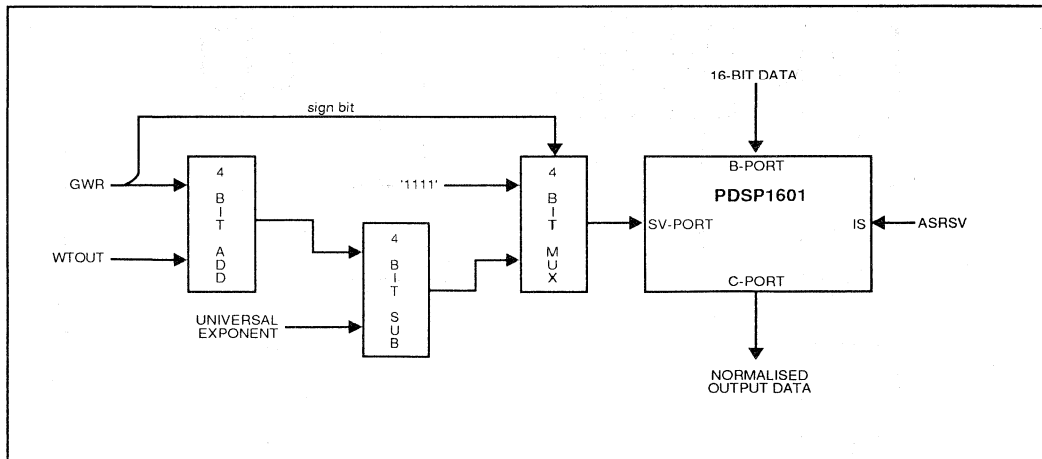 16-BIT DATA
sign bit
GWR
4 BIT ADD
'1111'
4 BIT MUX
B-PORT
PDSP1601
SV-PORT
IS
ASRSV
WTOUT
4 BIT SUB
C-PORT
UNIVERSAL
EXPONENT
NORMALISED
OUTPUT DATA